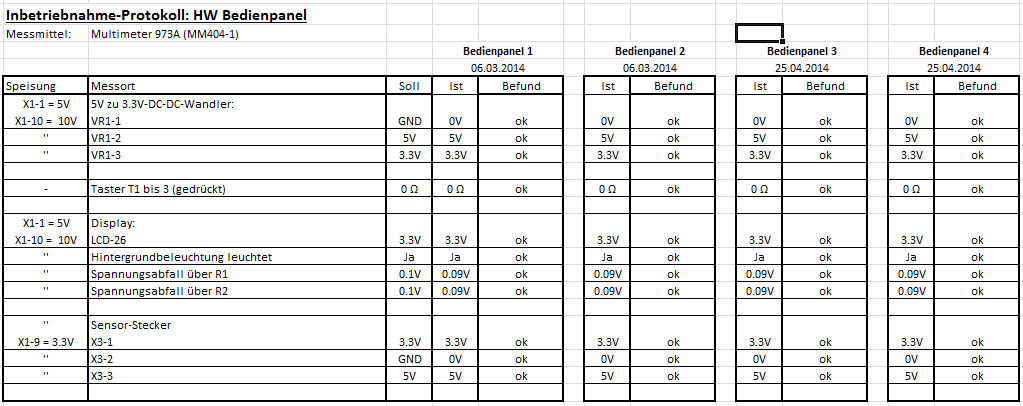 Inbetriebnahme-Protokoll: HW Bedienpanel
Messmittel: Multimeter 973A (MM404-1)
Bedienpanel 1 Bedienpanel 2 Bedienpanel 3 Bedienpanel 4
06.03.2014 06.03.2014 25.04.2014 25.04.2014
Speisung Messort Soll Ist Befund Ist Befund Ist Befund Ist Befund
X1-1 = 5V 5V zu 3.3V-DC-DC-Wandler:
X1-10 = 10V VR1-1 GND 0V ok 0V ok 0V ok 0V ok
" VR1-2 5V 5V ok 5V ok 5V ok 5V ok
" VR1-3 3.3V 3.3V ok 3.3V ok 3.3V ok 3.3V ok
- Taster T1 bis 3 (gedrückt) 0 Ω 0 Ω ok 0 Ω ok 0 Ω ok 0 Ω ok
X1-1 = 5V Display:
X1-10 = 10V LCD-26 3.3V 3.3V ok 3.3V ok 3.3V ok 3.3V ok
" Hintergrundbeleuchtung leuchtet Ja Ja ok Ja ok Ja ok Ja ok
" Spannungsabfall über R1 0.1V 0.09V ok 0.09V ok 0.09V ok 0.09V ok
" Spannungsabfall über R2 0.1V 0.09V ok 0.09V ok 0.09V ok 0.09V ok
" Sensor-Stecker
X1-9 = 3.3V X3-1 3.3V 3.3V ok 3.3V ok 3.3V ok 3.3V ok
" X3-2 GND 0V ok 0V ok 0V ok 0V ok
" X3-3 5V 5V ok 5V ok 5V ok 5V ok